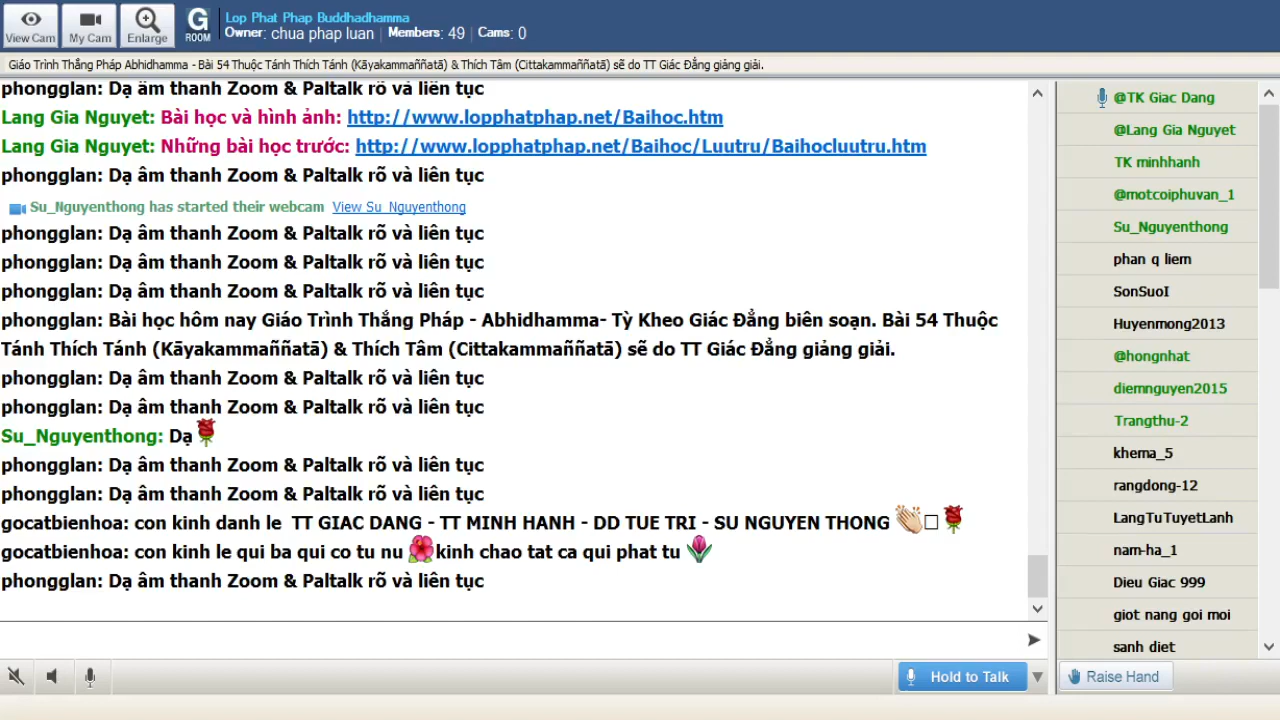 View Cam
My Cam
Enlarge
G
ROOM
Lop Phat Phap Buddhadhamma
Owner: chua phap luan | Members: 49 | Cams: 0
Giáo Trình Thắng Pháp Abhidhamma - Bài 54 Thuộc Tánh Thích Tánh (Kāyakammaññatā) & Thích Tâm (Cittakammaññatā) sẽ do TT Giác Đẳng giảng giải.
phongglan: Dạ âm thanh Zoom & Paltalk rõ và liên tục
Lang Gia Nguyet: Bài học và hình ảnh: http://www.lopphatphap.net/Baihoc.htm
Lang Gia Nguyet: Những bài học trước: http://www.lopphatphap.net/Baihoc/Luutru/Baihocluutru.htm
phongglan: Dạ âm thanh Zoom & Paltalk rõ và liên tục
Su_Nguyenthong has started their webcam View Su_Nguyenthong
phongglan: Dạ âm thanh Zoom & Paltalk rõ và liên tục
phongglan: Dạ âm thanh Zoom & Paltalk rõ và liên tục
phongglan: Dạ âm thanh Zoom & Paltalk rõ và liên tục
phongglan: Bài học hôm nay Giáo Trình Thắng Pháp - Abhidhamma- Tỳ Kheo Giác Đẳng biên soạn. Bài 54 Thuộc
Tánh Thích Tánh (Kāyakammaññatā) & Thích Tâm (Cittakammaññatā) sẽ do TT Giác Đẳng giảng giải.
phongglan: Dạ âm thanh Zoom & Paltalk rõ và liên tục
phongglan: Dạ âm thanh Zoom & Paltalk rõ và liên tục
Su_Nguyenthong: Dạ🌹
phongglan: Dạ âm thanh Zoom & Paltalk rõ và liên tục
phongglan: Dạ âm thanh Zoom & Paltalk rõ và liên tục
gocatbienhoa: con kinh danh le TT GIAC DANG - TT MINH HANH - DD TUE TRI - SU NGUYEN THONG 👏□🌹
gocatbienhoa: con kinh le qui ba qui co tu nu 🌺kinh chao tat ca qui phat tu 🌷
phongglan: Dạ âm thanh Zoom & Paltalk rõ và liên tục
Hold to Talk
@TK Giac Dang
@Lang Gia Nguyet
TK minhhanh
@motcoiphuvan_1
Su_Nguyenthong
phan q liem
SonSuoI
Huyenmong2013
@hongnhat
diemnguyen2015
Trangthu-2
khema_5
rangdong-12
LangTuTuyetLanh
nam-ha_1
Dieu Giac 999
giot nang goi moi
sanh diet
Raise Hand